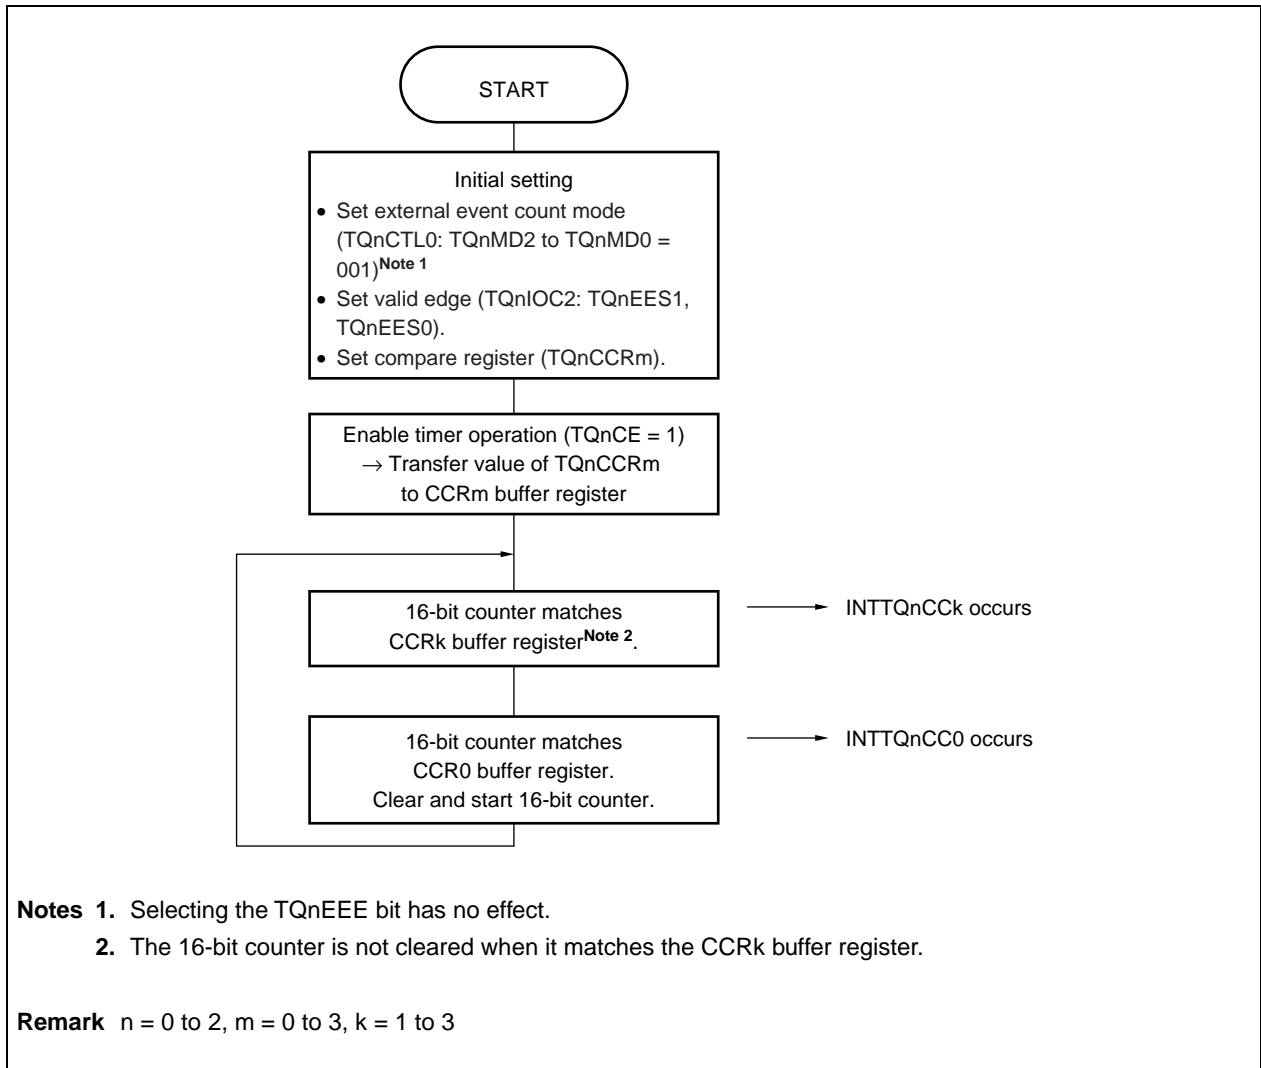 START
Initial setting
• Set external event count mode
(TQnCTL0: TQnMD2 to TQnMD0 =
001)Note 1
• Set valid edge (TQnIOC2: TQnEES1,
TQnEES0).
• Set compare register (TQnCCRm).
Enable timer operation (TQnCE = 1)
→ Transfer value of TQnCCRm
to CCRm buffer register
16-bit counter matches
CCRk buffer registerNote 2.
INTTQnCCk occurs
16-bit counter matches
CCR0 buffer register.
Clear and start 16-bit counter.
INTTQnCC0 occurs
Notes 1. Selecting the TQnEEE bit has no effect.
2. The 16-bit counter is not cleared when it matches the CCRk buffer register.
Remark n = 0 to 2, m = 0 to 3, k = 1 to 3